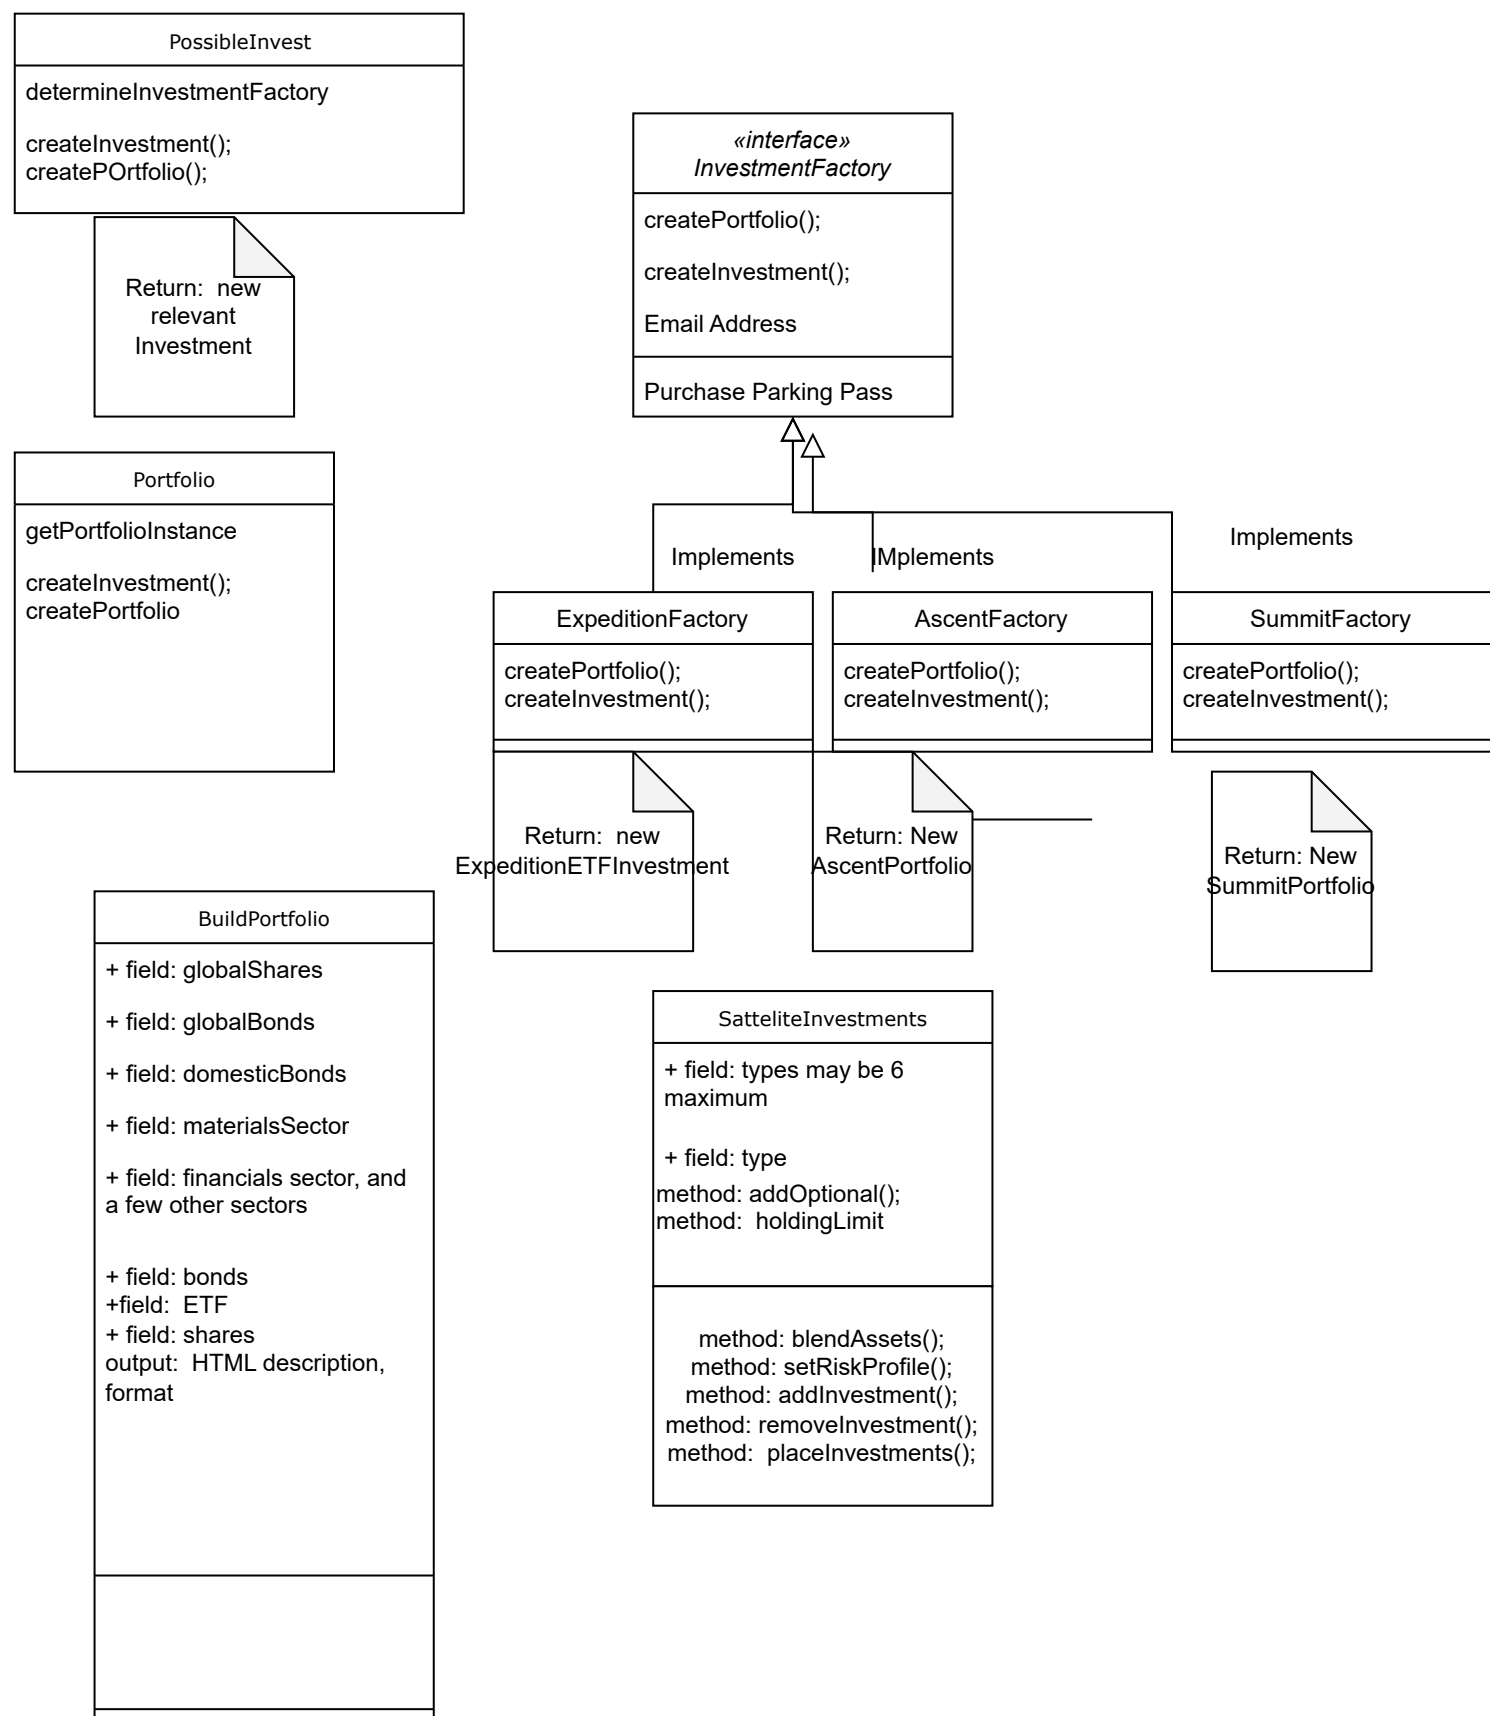 PossibleInvest
determineInvestmentFactory
createInvestment();
createPOrtfolio();
Return:  new
relevant
Investment
«interface»
InvestmentFactory
createPortfolio();
createInvestment();
Email Address
Purchase Parking Pass
Portfolio
getPortfolioInstance
createInvestment();
createPortfolio
Implements
IMplements
Implements
ExpeditionFactory
createPortfolio();
createInvestment();
AscentFactory
createPortfolio();
createInvestment();
SummitFactory
createPortfolio();
createInvestment();
Return:  new
ExpeditionETFInvestment
Return: New
AscentPortfolio
Return: New
SummitPortfolio
BuildPortfolio
+ field: globalShares
+ field: globalBonds
+ field: domesticBonds
+ field: materialsSector
+ field: financials sector, and
a few other sectors
+ field: bonds
+field:  ETF
+ field: shares
output:  HTML description,
format
SatteliteInvestments
+ field: types may be 6
maximum
+ field: type
method: addOptional();
method:  holdingLimit
method: blendAssets();
method: setRiskProfile();
method: addInvestment();
method: removeInvestment();
method:  placeInvestments();